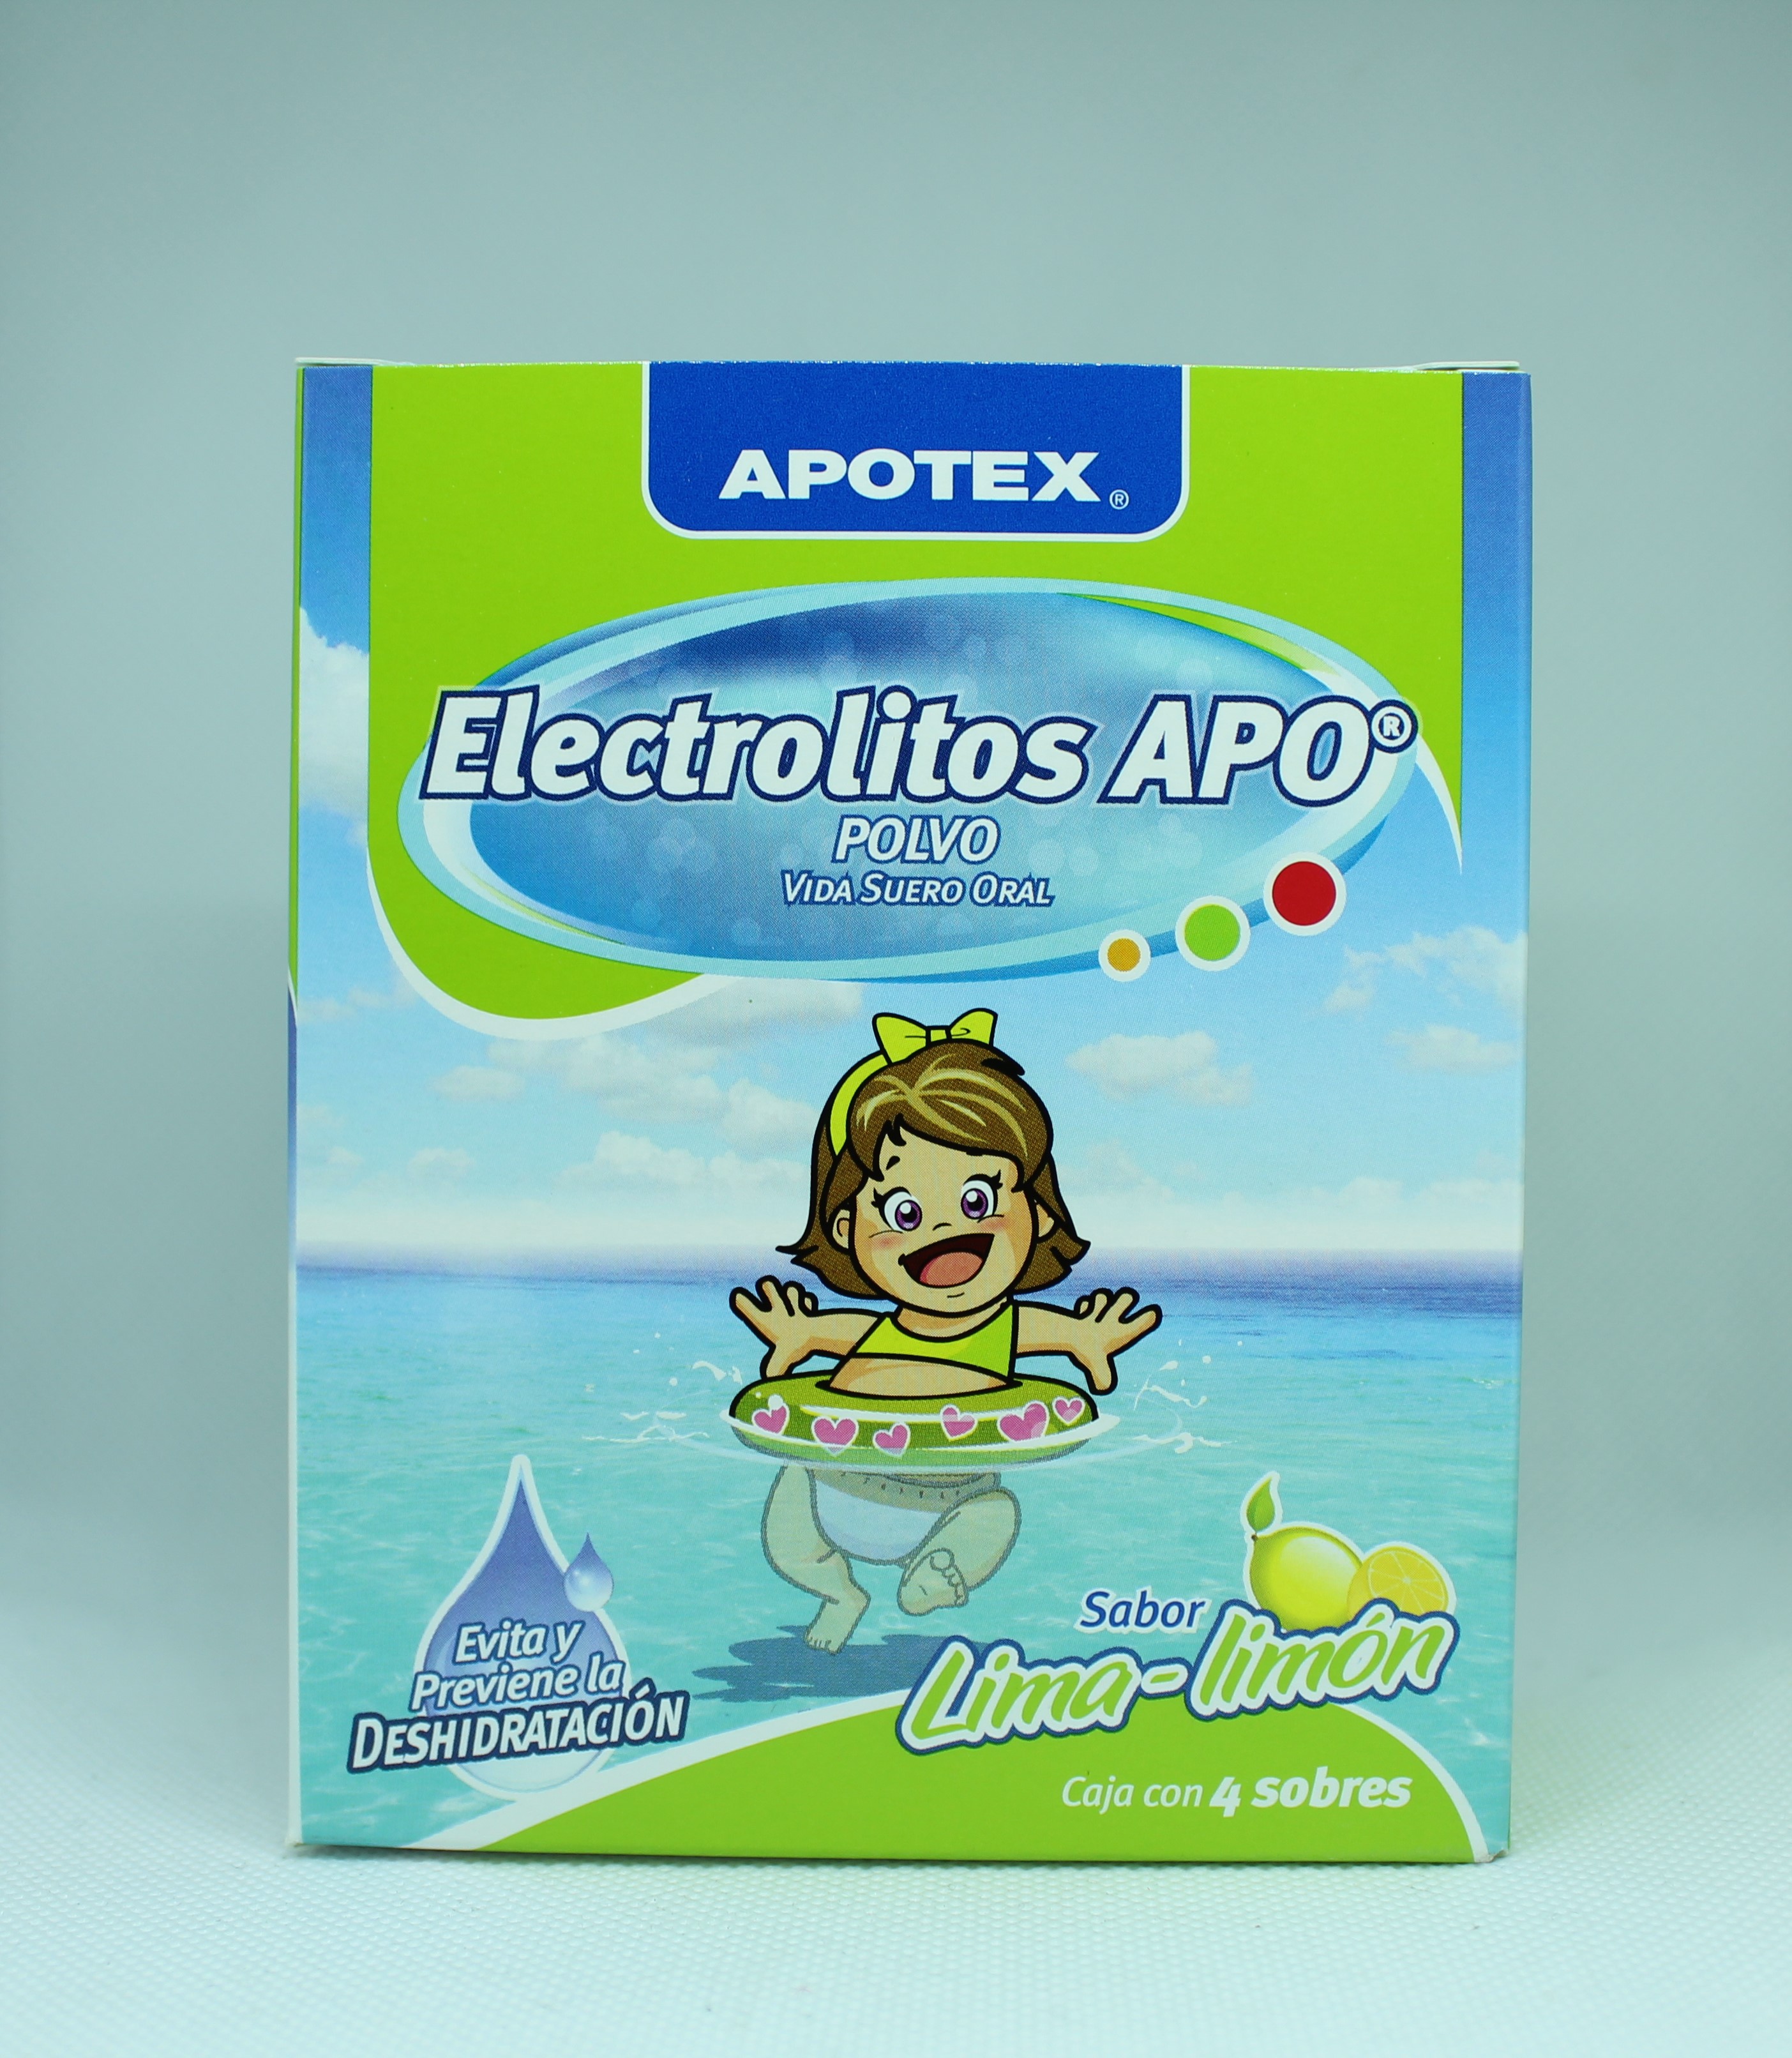 APOTEX®
Electrolitos APO®
POLVO
VIDA SUERO ORAL
Evita y
Previene la
DESHIDRATACIÓN
Sabor
Lima-limón
Caja con 4 sobres